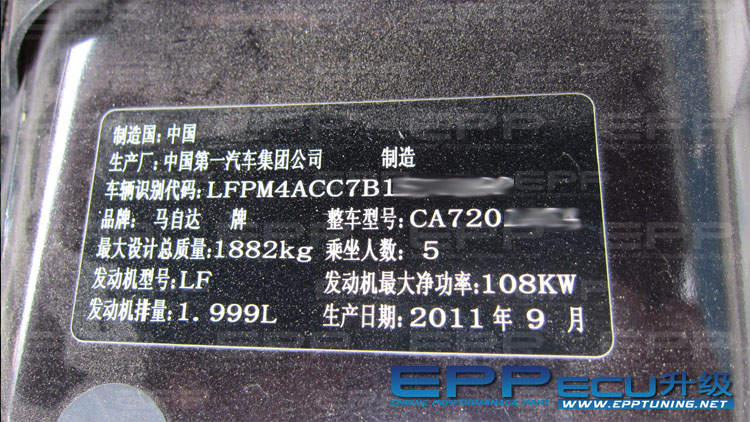 制造国:中国
生产厂:中国第一汽车集团公司 制造
车辆识别代码:LFPM4ACC7B1
品牌: 马自达 牌 整车型号:CA720
最大设计总质量:1882kg 乘坐人数: 5
发动机型号:LF 发动机最大净功率:108KW
发动机排量:1.999L 生产日期:2011 年 9 月
EPP ECU升级
ENGINE PERFORMANCE PART WWW.EPPTUNING.NET